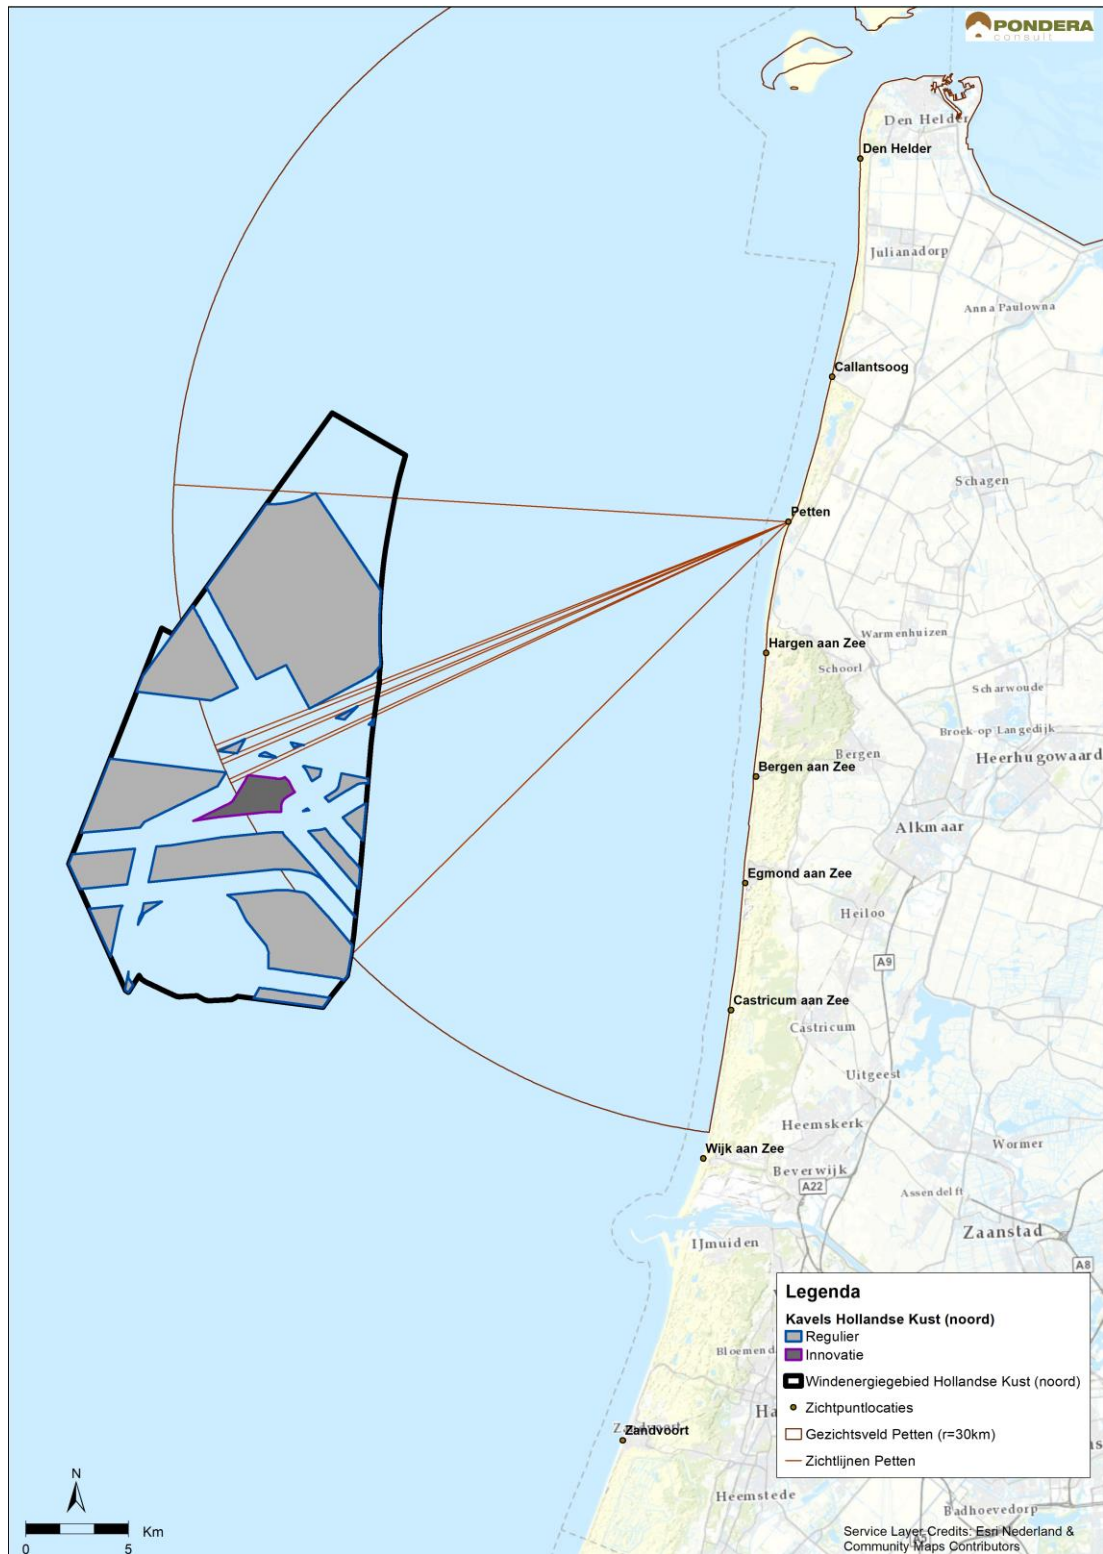 PONDERA
consult
Den Helder
Den Helder
Julianadorp
Anna Paulowna
Callantsoog
Schagen
Petten
Warmenhuizen
Hargen aan Zee
Schoorl
Scharwoude
Broek op Langedijk
Bergen
Heerhugowaard
Bergen aan Zee
Alkmaar
Egmond aan Zee
Heiloo
A9
Castricum aan Zee
Castricum
Uitgeest
Heemskerk
Wormer
Wijk aan Zee
Beverwijk
A22
Assendelft
Zaanstad
IJmuiden
A8
Legenda
Kavels Hollandse Kust (noord)
Regulier
Innovatie
Windenergiegebied Hollandse Kust (noord)
Zichtpuntlocaties
Gezichtsveld Petten (r=30km)
Zichtlijnen Petten
Bloemend
Ha
Zandvoort
Zandvoort
Heemstede
Badhoevedorp
N
Km
0 5
Service Layer Credits: Esri Nederland &
Community Maps Contributors